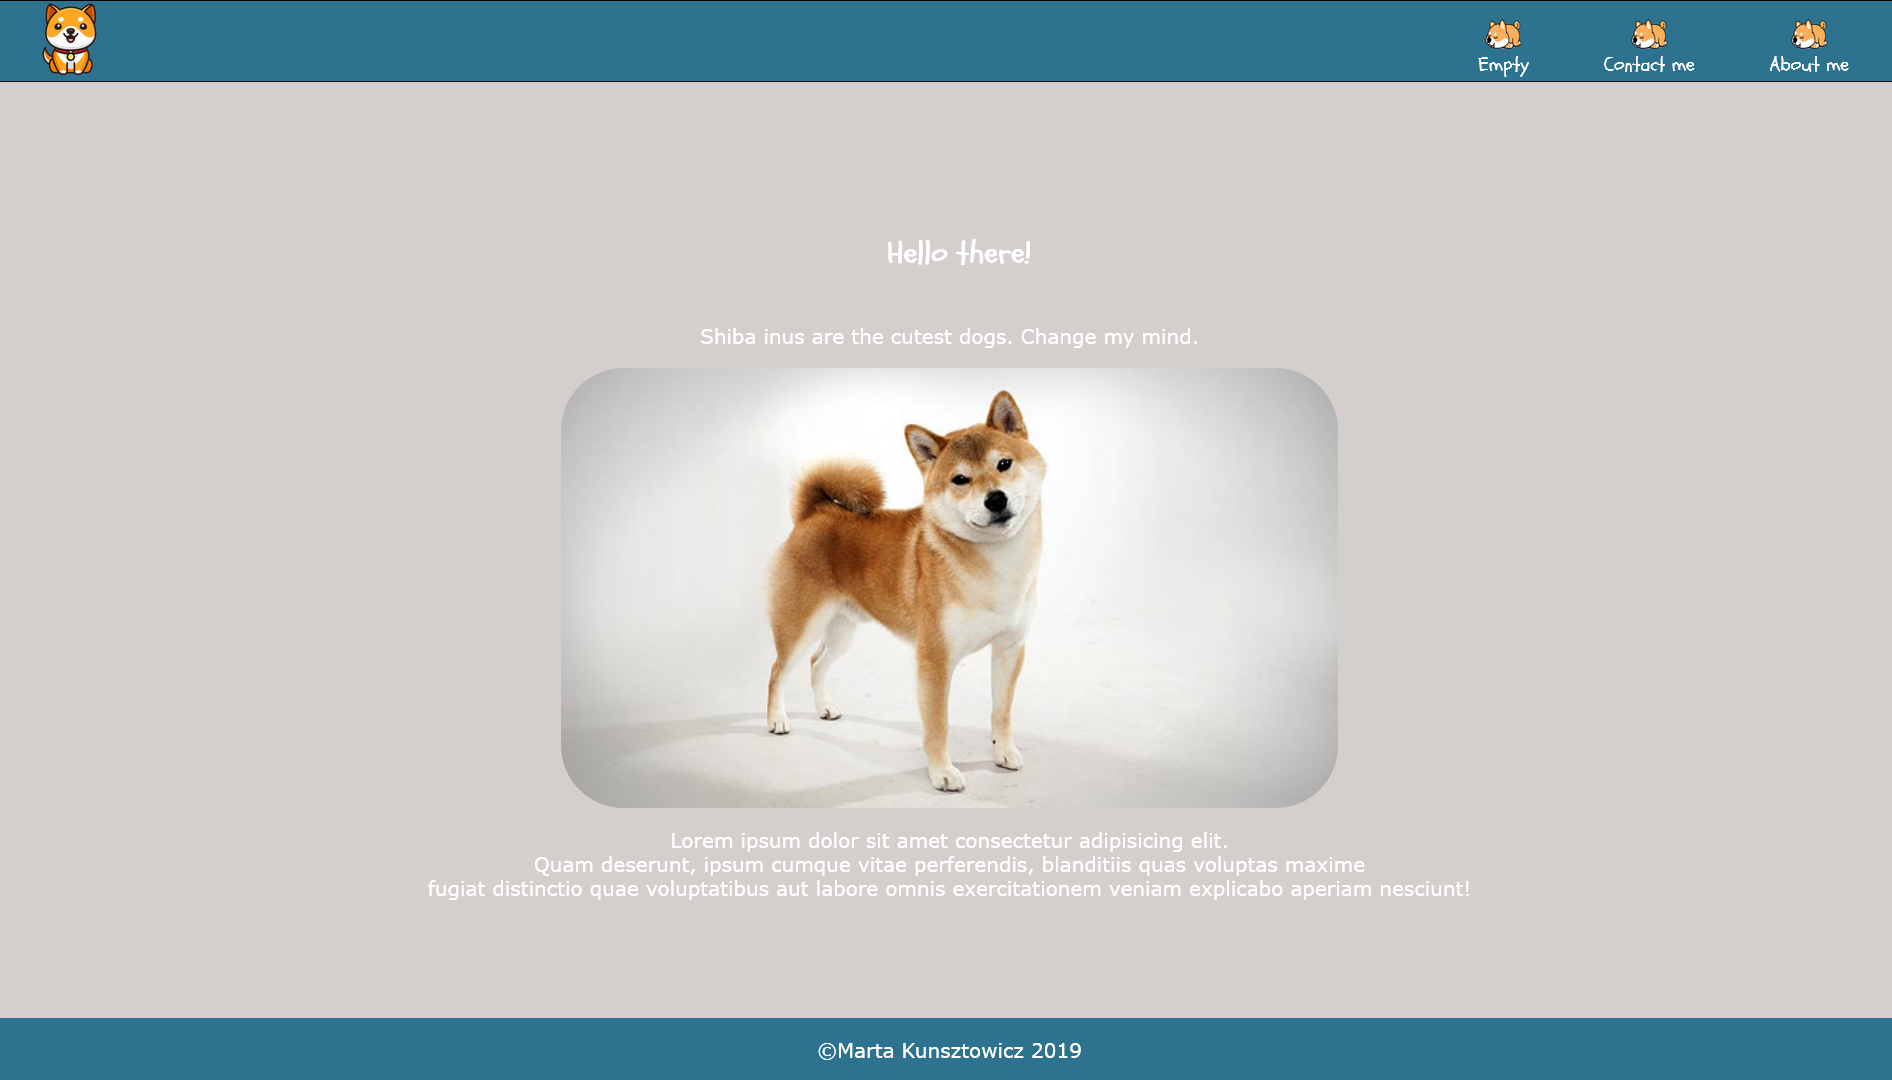 Empty
Contact me
About me
Hello there!
Shiba inus are the cutest dogs. Change my mind.
Lorem ipsum dolor sit amet consectetur adipisicing elit.
Quam deserunt, ipsum cumque vitae perferendis, blanditiis quas voluptas maxime
fugiat distinctio quae voluptatibus aut labore omnis exercitationem veniam explicabo aperiam nesciunt!
©Marta Kunsztowicz 2019